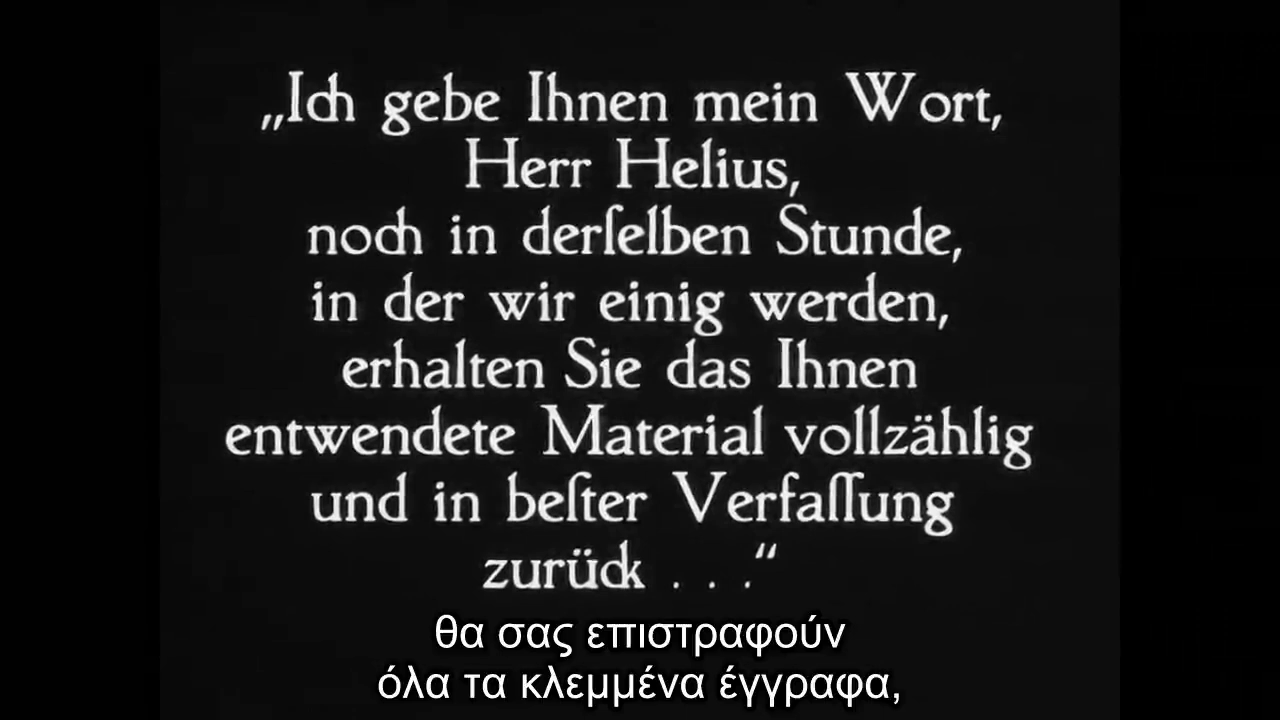 „Ich gebe Ihnen mein Wort,
Herr Helius,
noch in derſelben Stunde,
in der wir einig werden,
erhalten Sie das Ihnen
entwendete Material vollzählig
und in beſter Verfaſſung
zurück . . .“
θα σας επιστραφούν
όλα τα κλεμμένα έγγραφα,